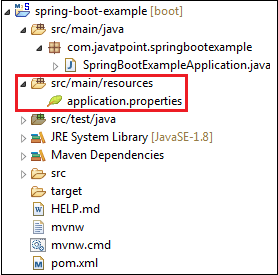 spring-boot-example [boot]
src/main/java
com.javatpoint.springbootexample
SpringBootExampleApplication.java
src/main/resources
application.properties
src/test/java
JRE System Library [JavaSE-1.8]
Maven Dependencies
src
target
HELP.md
mvnw
mvnw.cmd
pom.xml